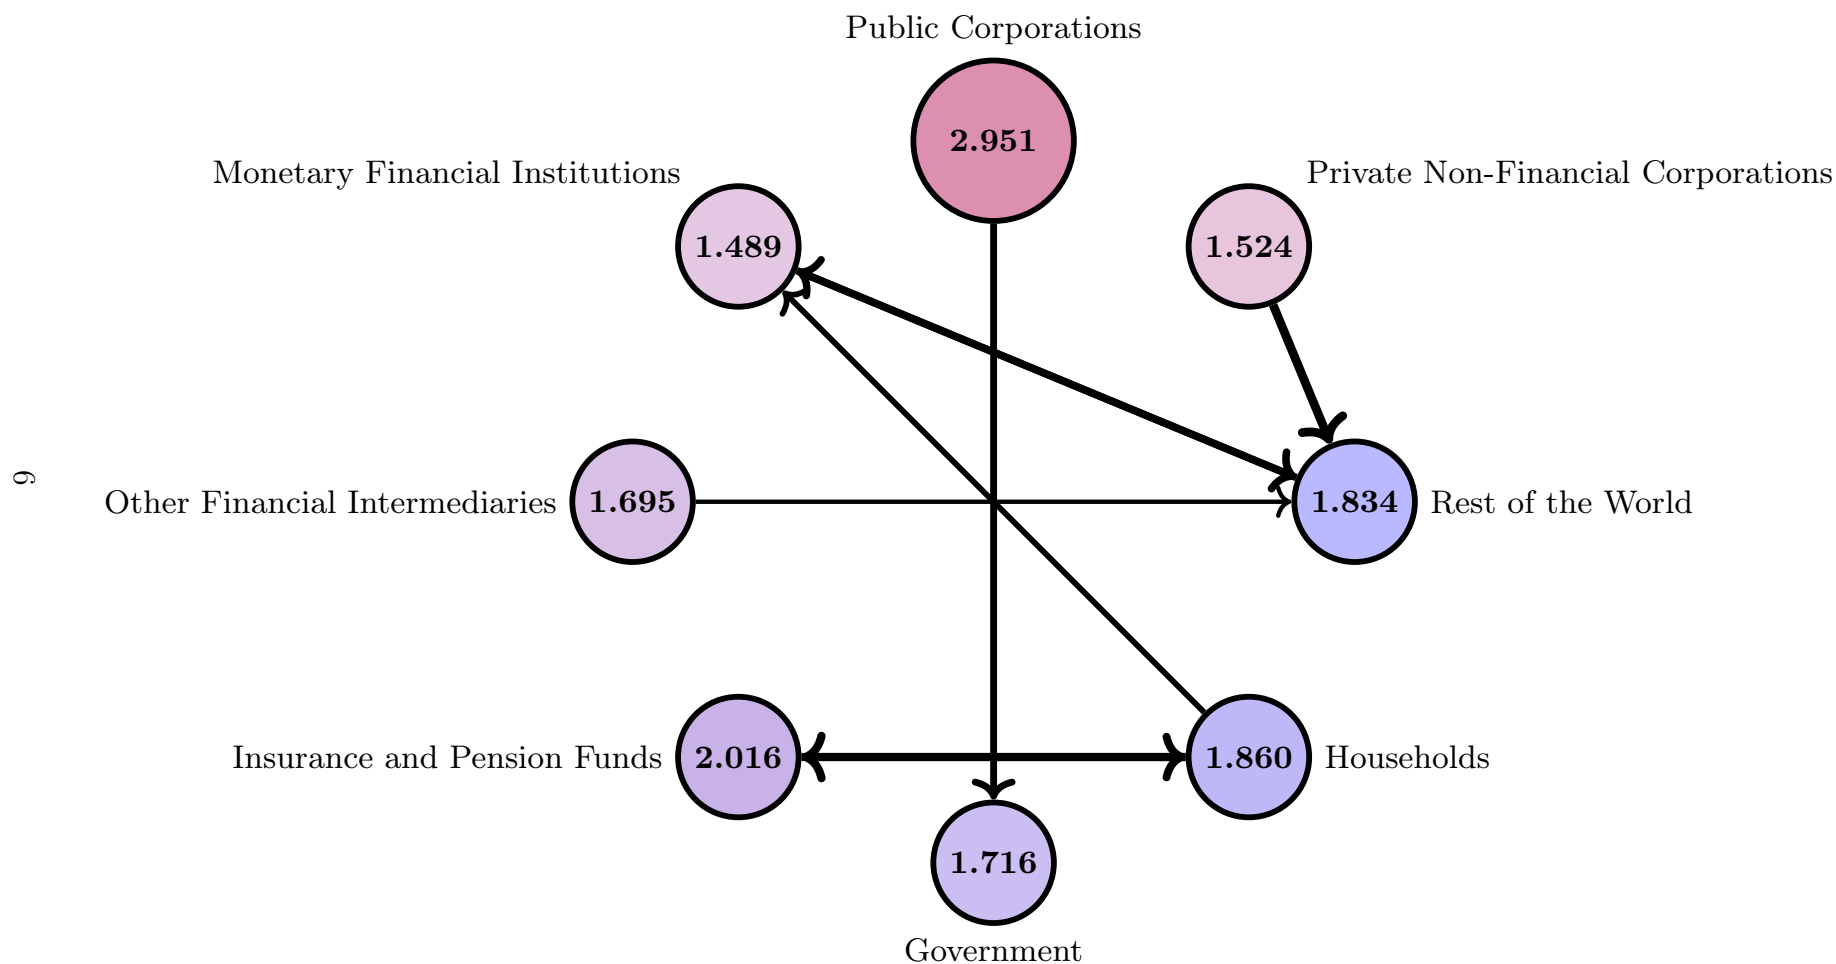 Public Corporations
2.951
Monetary Financial Institutions
1.489
Private Non-Financial Corporations
1.524
Other Financial Intermediaries
1.695
1.834
Rest of the World
Insurance and Pension Funds
2.016
1.860
Households
1.716
Government
9